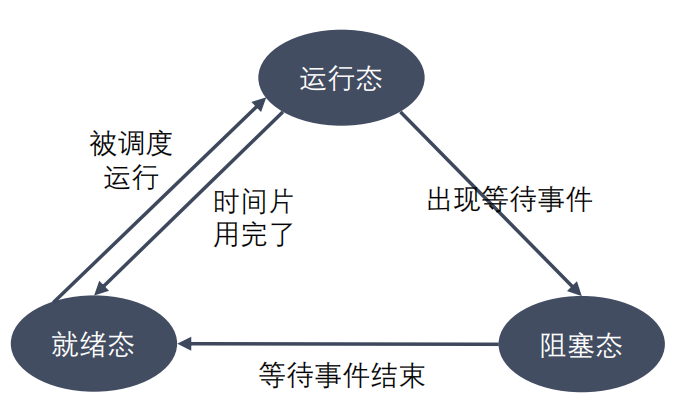 运行态
被调度
运行
时间片
用完了
出现等待事件
就绪态
阻塞态
等待事件结束